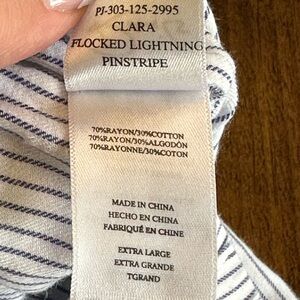 PJ-303-125-2995
CLARA
FLOCKED LIGHTNING
PINSTRIPE
70%RAYON/30%COTTON
70%RAYON/30%ALGODÓN
70%RAYONNE/30%COTON
MADE IN CHINA
HECHO EN CHINA
FABRIQUÉ EN CHINE
EXTRA LARGE
EXTRA GRANDE
TGRAND